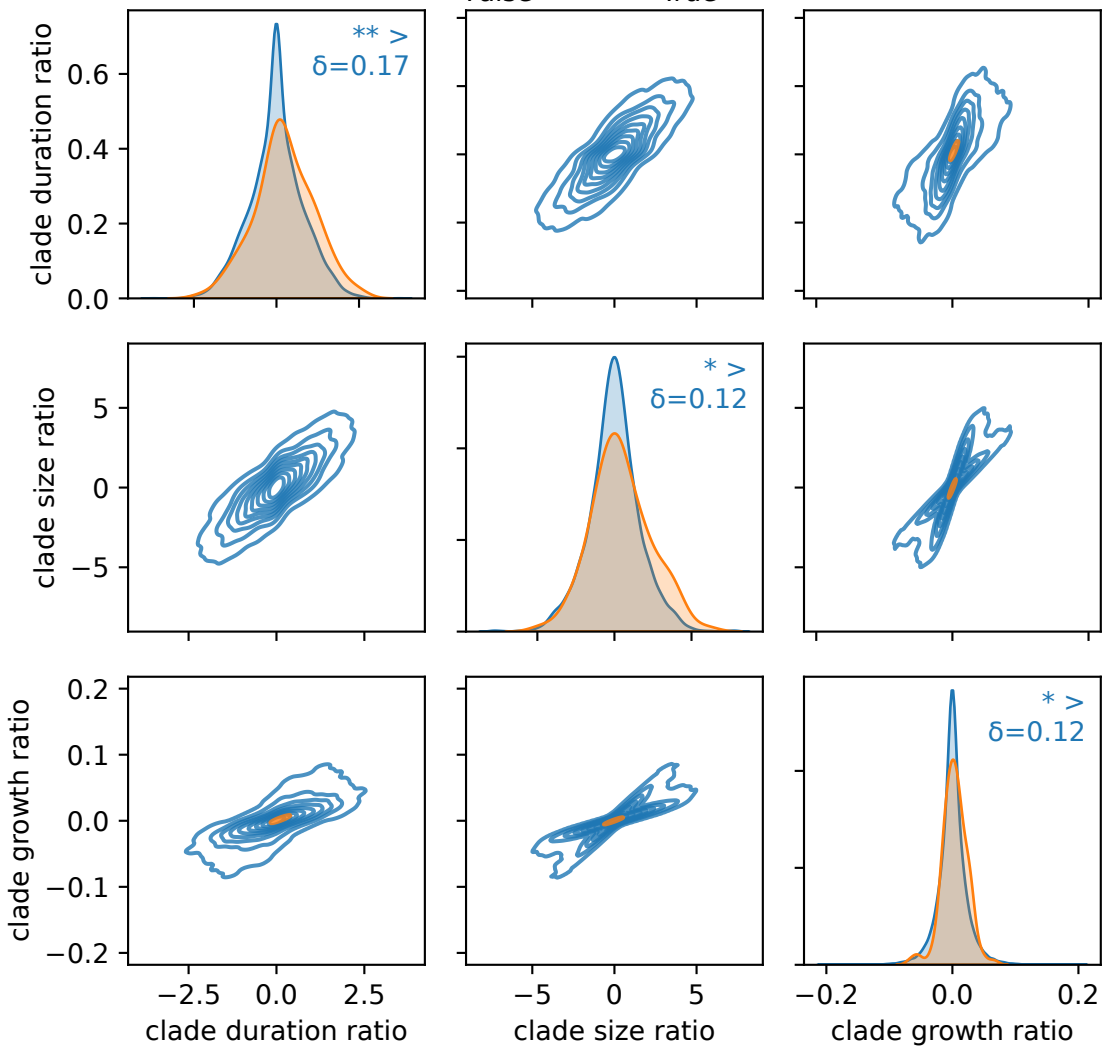 ** >
δ=0.17
clade duration ratio
0.6
0.4
0.2
0.0
clade size ratio
5
0
−5
* >
δ=0.12
clade growth ratio
0.2
0.1
0.0
−0.1
−0.2
* >
δ=0.12
−2.5 0.0 2.5
−5 0 5
−0.2 0.0 0.2
clade duration ratio
clade size ratio
clade growth ratio